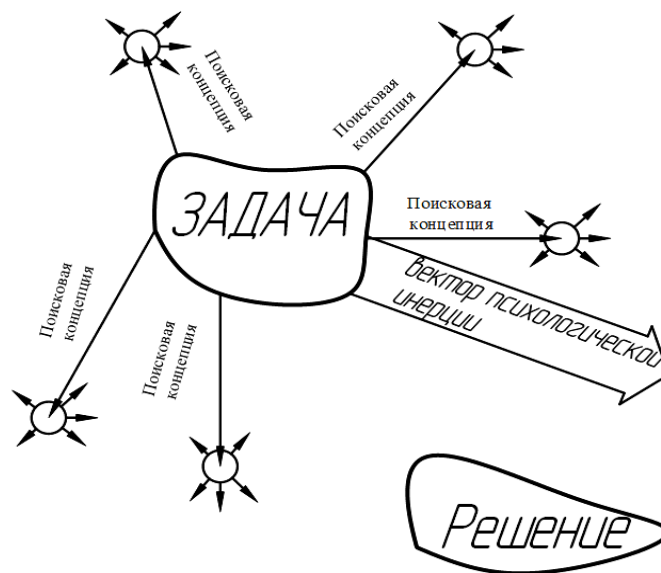 Поисковая
концепция
Поисковая
концепция
ЗАДАЧА
Поисковая
концепция
вектор психологической
инерции
Поисковая
концепция
Поисковая
концепция
Решение